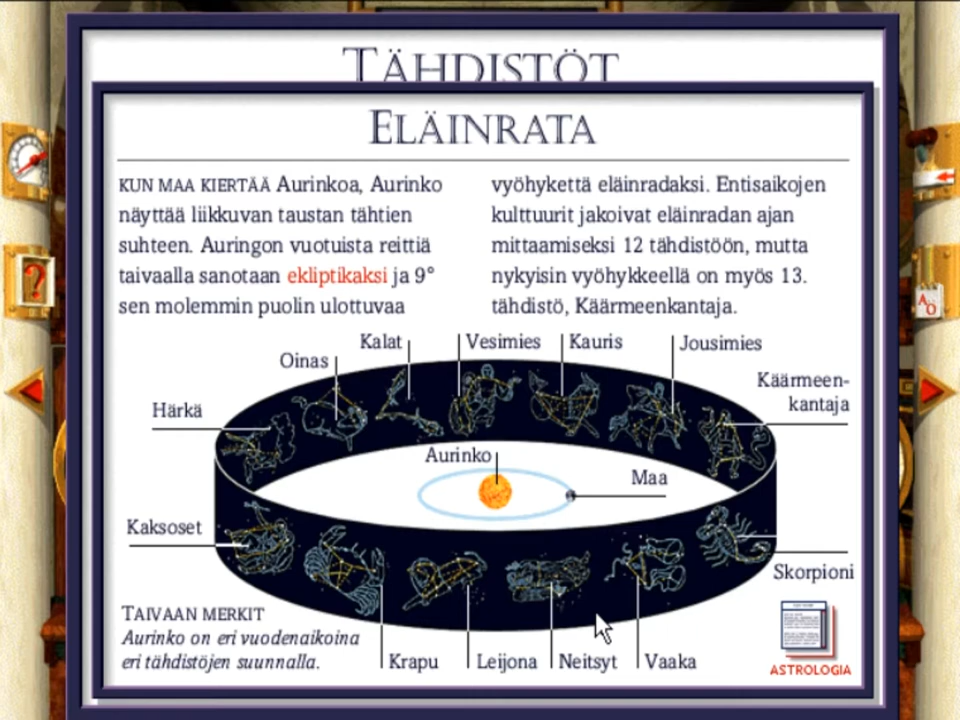 TÄHDISTÖT
ELÄINRATA
KUN MAA KIERTÄÄ Aurinkoa, Aurinko
näyttää liikkuvan taustan tähtien
suhteen. Auringon vuotuista reittiä
taivaalla sanotaan ekliptikaksi ja 9°
sen molemmin puolin ulottuvaa
vyöhykettä eläinradaksi. Entisaikojen
kulttuurit jakoivat eläinradan ajan
mittaamiseksi 12 tähdistöön, mutta
nykyisin vyöhykkeellä on myös 13.
tähdistö, Käärmeenkantaja.
Härkä
Oinas
Kalat
Vesimies
Kauris
Jousimies
Käärmeen-
kantaja
Aurinko
Maa
Kaksoset
Skorpioni
TAIVAAN MERKIT
Aurinko on eri vuodenaikoina
eri tähdistöjen suunnalla.
Krapu
Leijona
Neitsyt
Vaaka
ASTROLOGIA
?
AÖ